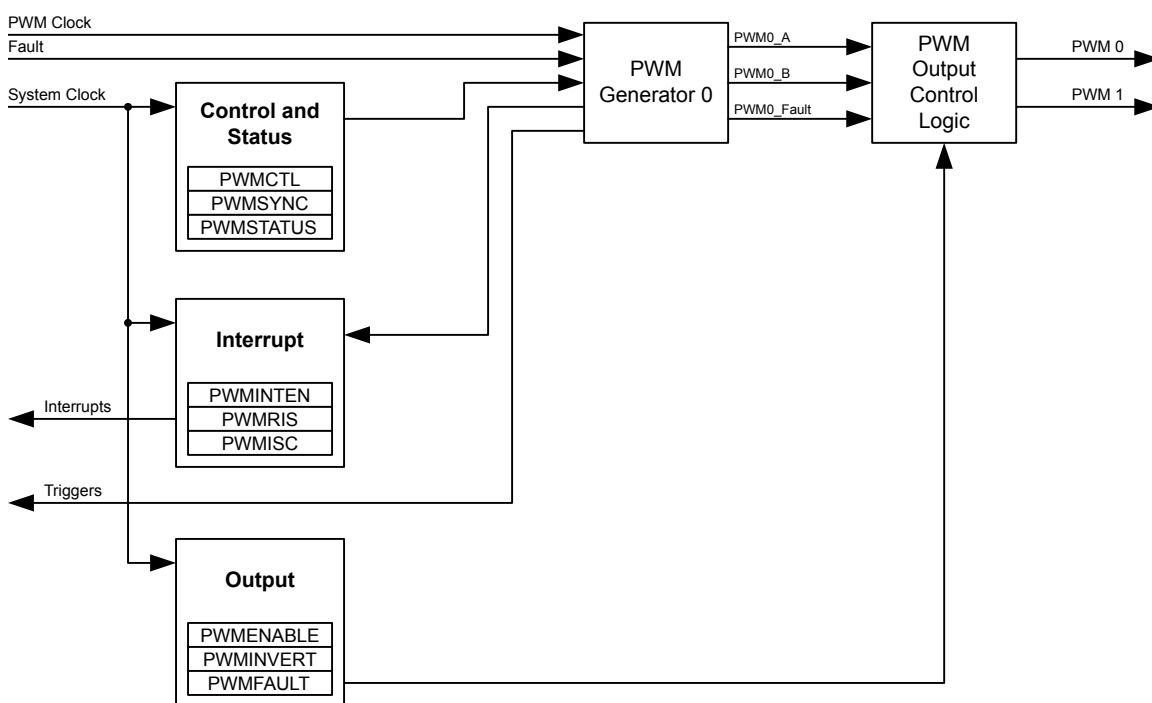 PWM Clock
Fault
System Clock
Control and
Status
PWMCTL
PWMSYNC
PWMSTATUS
Interrupt
PWMINTEN
PWMRIS
PWMISC
Interrupts
Triggers
Output
PWMENABLE
PWMINVERT
PWMFAULT
PWM
Generator 0
PWM0_A
PWM0_B
PWM0_Fault
PWM
Output
Control
Logic
PWM 0
PWM 1